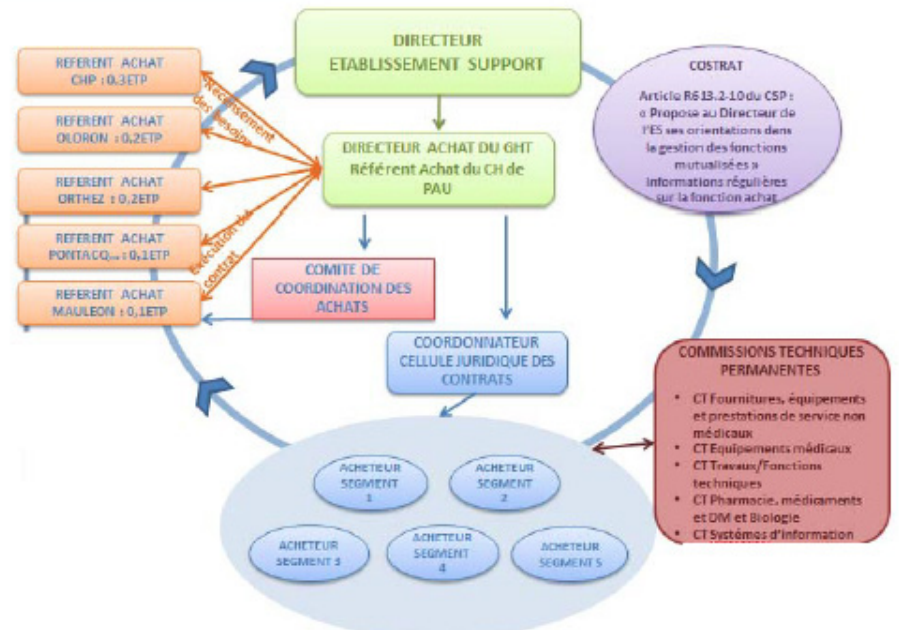 DIRECTEUR
ETABLISSEMENT SUPPORT
COSTRAT
Article R613.2-10 du CSP :
« Propose au Directeur de
l'ES ses orientations dans
la gestion des fonctions
mutualisées »
Informations régulières
sur la fonction achat
REFERENT ACHAT
CHP : 0,3ETP
REFERENT ACHAT
OLORON : 0,2ETP
REFERENT ACHAT
ORTHEZ : 0,2ETP
REFERENT ACHAT
PONTACQ... : 0,1ETP
REFERENT ACHAT
MAULEON : 0,1ETP
Recensement
des besoins
Exécution du
contrat
DIRECTEUR ACHAT DU GHT
Référent Achat du CH de
PAU
COMITE DE
COORDINATION DES
ACHATS
COORDONNATEUR
CELLULE JURIDIQUE DES
CONTRATS
COMMISSIONS TECHNIQUES
PERMANENTES
• CT Fournitures, équipements
et prestations de service non
médicaux
• CT Equipements médicaux
• CT Travaux/Fonctions
techniques
• CT Pharmacie, médicaments
et DM et Biologie
• CT Systèmes d'information
ACHETEUR
SEGMENT
1
ACHETEUR
SEGMENT
2
ACHETEUR
SEGMENT 3
ACHETEUR
SEGMENT
4
ACHETEUR
SEGMENT 5